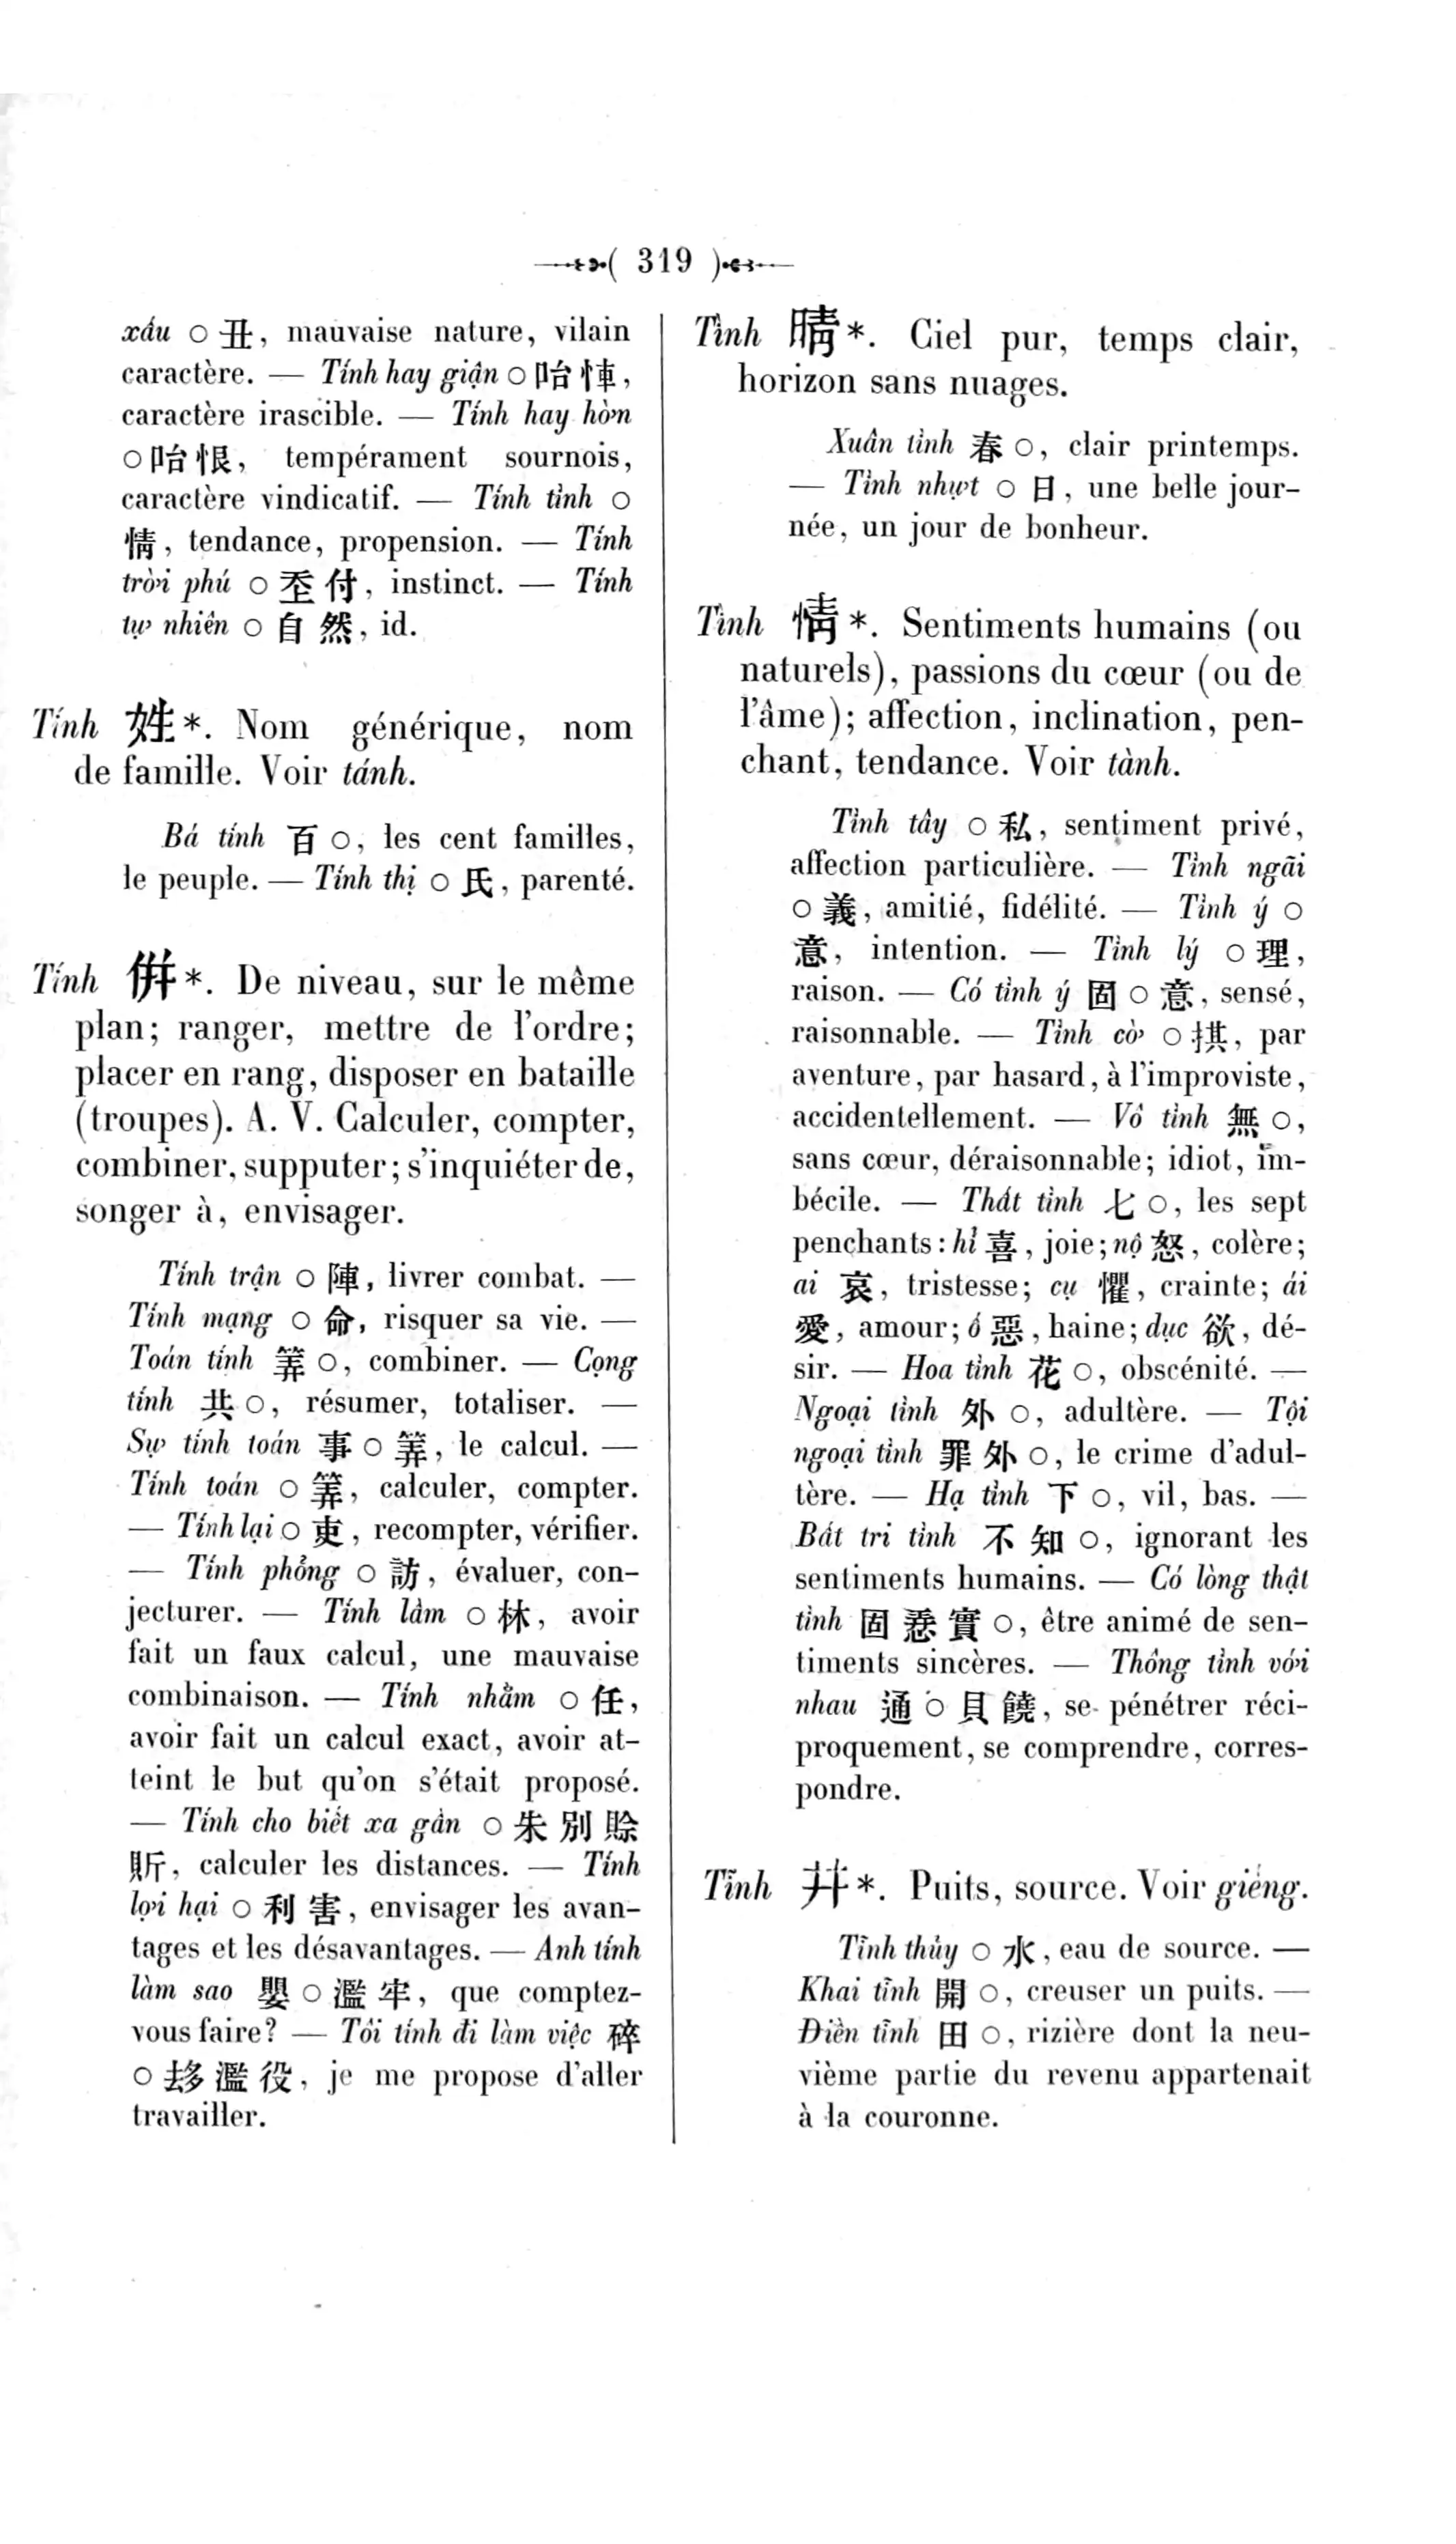 ( 319 )
xấu ○ 丑, mauvaise nature, vilain
caractère. — Tính hay giận ○ 咍 㤓,
caractère irascible. — Tính hay hờn
○ 咍 恨, tempérament sournois,
caractère vindicatif. — Tính tình ○
情, tendance, propension. — Tính
trời phú ○ 𡗶 付, instinct. — Tính
tự nhiên ○ 自 然, id.
Tính 姓*. Nom générique, nom
de famille. Voir tánh.
Bá tính 百 ○, les cent familles,
le peuple. — Tính thị ○ 氏, parenté.
Tính 併*. De niveau, sur le même
plan; ranger, mettre de l'ordre;
placer en rang, disposer en bataille
(troupes). A. V. Calculer, compter,
combiner, supputer; s'inquiéter de,
songer à, envisager.
Tính trận ○ 陣, livrer combat. —
Tính mạng ○ 命, risquer sa vie. —
Toán tính 筭 ○, combiner. — Cọng
tính 共 ○, résumer, totaliser. —
Sự tính toán 事 ○ 筭, le calcul. —
Tính toán ○ 筭, calculer, compter.
— Tính lại ○ 吏, recompter, vérifier.
— Tính phỏng ○ 訪, évaluer, con-
jecturer. — Tính lầm ○ 林, avoir
fait un faux calcul, une mauvaise
combinaison. — Tính nhằm ○ 任,
avoir fait un calcul exact, avoir at-
teint le but qu'on s'était proposé.
— Tính cho biết xa gần ○ 朱 別 賒
𧵆, calculer les distances. — Tính
lợi hại ○ 利 害, envisager les avan-
tages et les désavantages. — Anh tính
làm sao 嬰 ○ 濫 牢, que comptez-
vous faire? — Tôi tính đi làm việc 碎
○ 𠫾 濫 役, je me propose d'aller
travailler.
Tình 晴*. Ciel pur, temps clair,
horizon sans nuages.
Xuân tình 春 ○, clair printemps.
— Tình nhựt ○ 日, une belle jour-
née, un jour de bonheur.
Tình 情*. Sentiments humains (ou
naturels), passions du cœur (ou de
l'âme); affection, inclination, pen-
chant, tendance. Voir tành.
Tình tây ○ 私, sentiment privé,
affection particulière. — Tình ngãi
○ 義, amitié, fidélité. — Tình ý ○
意, intention. — Tình lý ○ 理,
raison. — Có tình ý 固 ○ 意, sensé,
raisonnable. — Tình cờ ○ 掑, par
aventure, par hasard, à l'improviste,
accidentellement. — Vô tình 無 ○,
sans cœur, déraisonnable; idiot, im-
bécile. — Thất tình 七 ○, les sept
penchants: hỉ 喜, joie; nộ 怒, colère;
ai 哀, tristesse; cụ 懼, crainte; ái
愛, amour; ố 惡, haine; dục 欲, dé-
sir. — Hoa tình 花 ○, obscénité. —
Ngoại tình 外 ○, adultère. — Tội
ngoại tình 罪 外 ○, le crime d'adul-
tère. — Hạ tình 下 ○, vil, bas. —
Bất tri tình 不 知 ○, ignorant les
sentiments humains. — Có lòng thật
tình 固 𢚸 實 ○, être animé de sen-
timents sincères. — Thông tình với
nhau 通 ○ 貝 饒, se pénétrer réci-
proquement, se comprendre, corres-
pondre.
Tĩnh 井*. Puits, source. Voir giếng.
Tĩnh thủy ○ 水, eau de source. —
Khai tĩnh 開 ○, creuser un puits. —
Điền tĩnh 田 ○, rizière dont la neu-
vième partie du revenu appartenait
à la couronne.